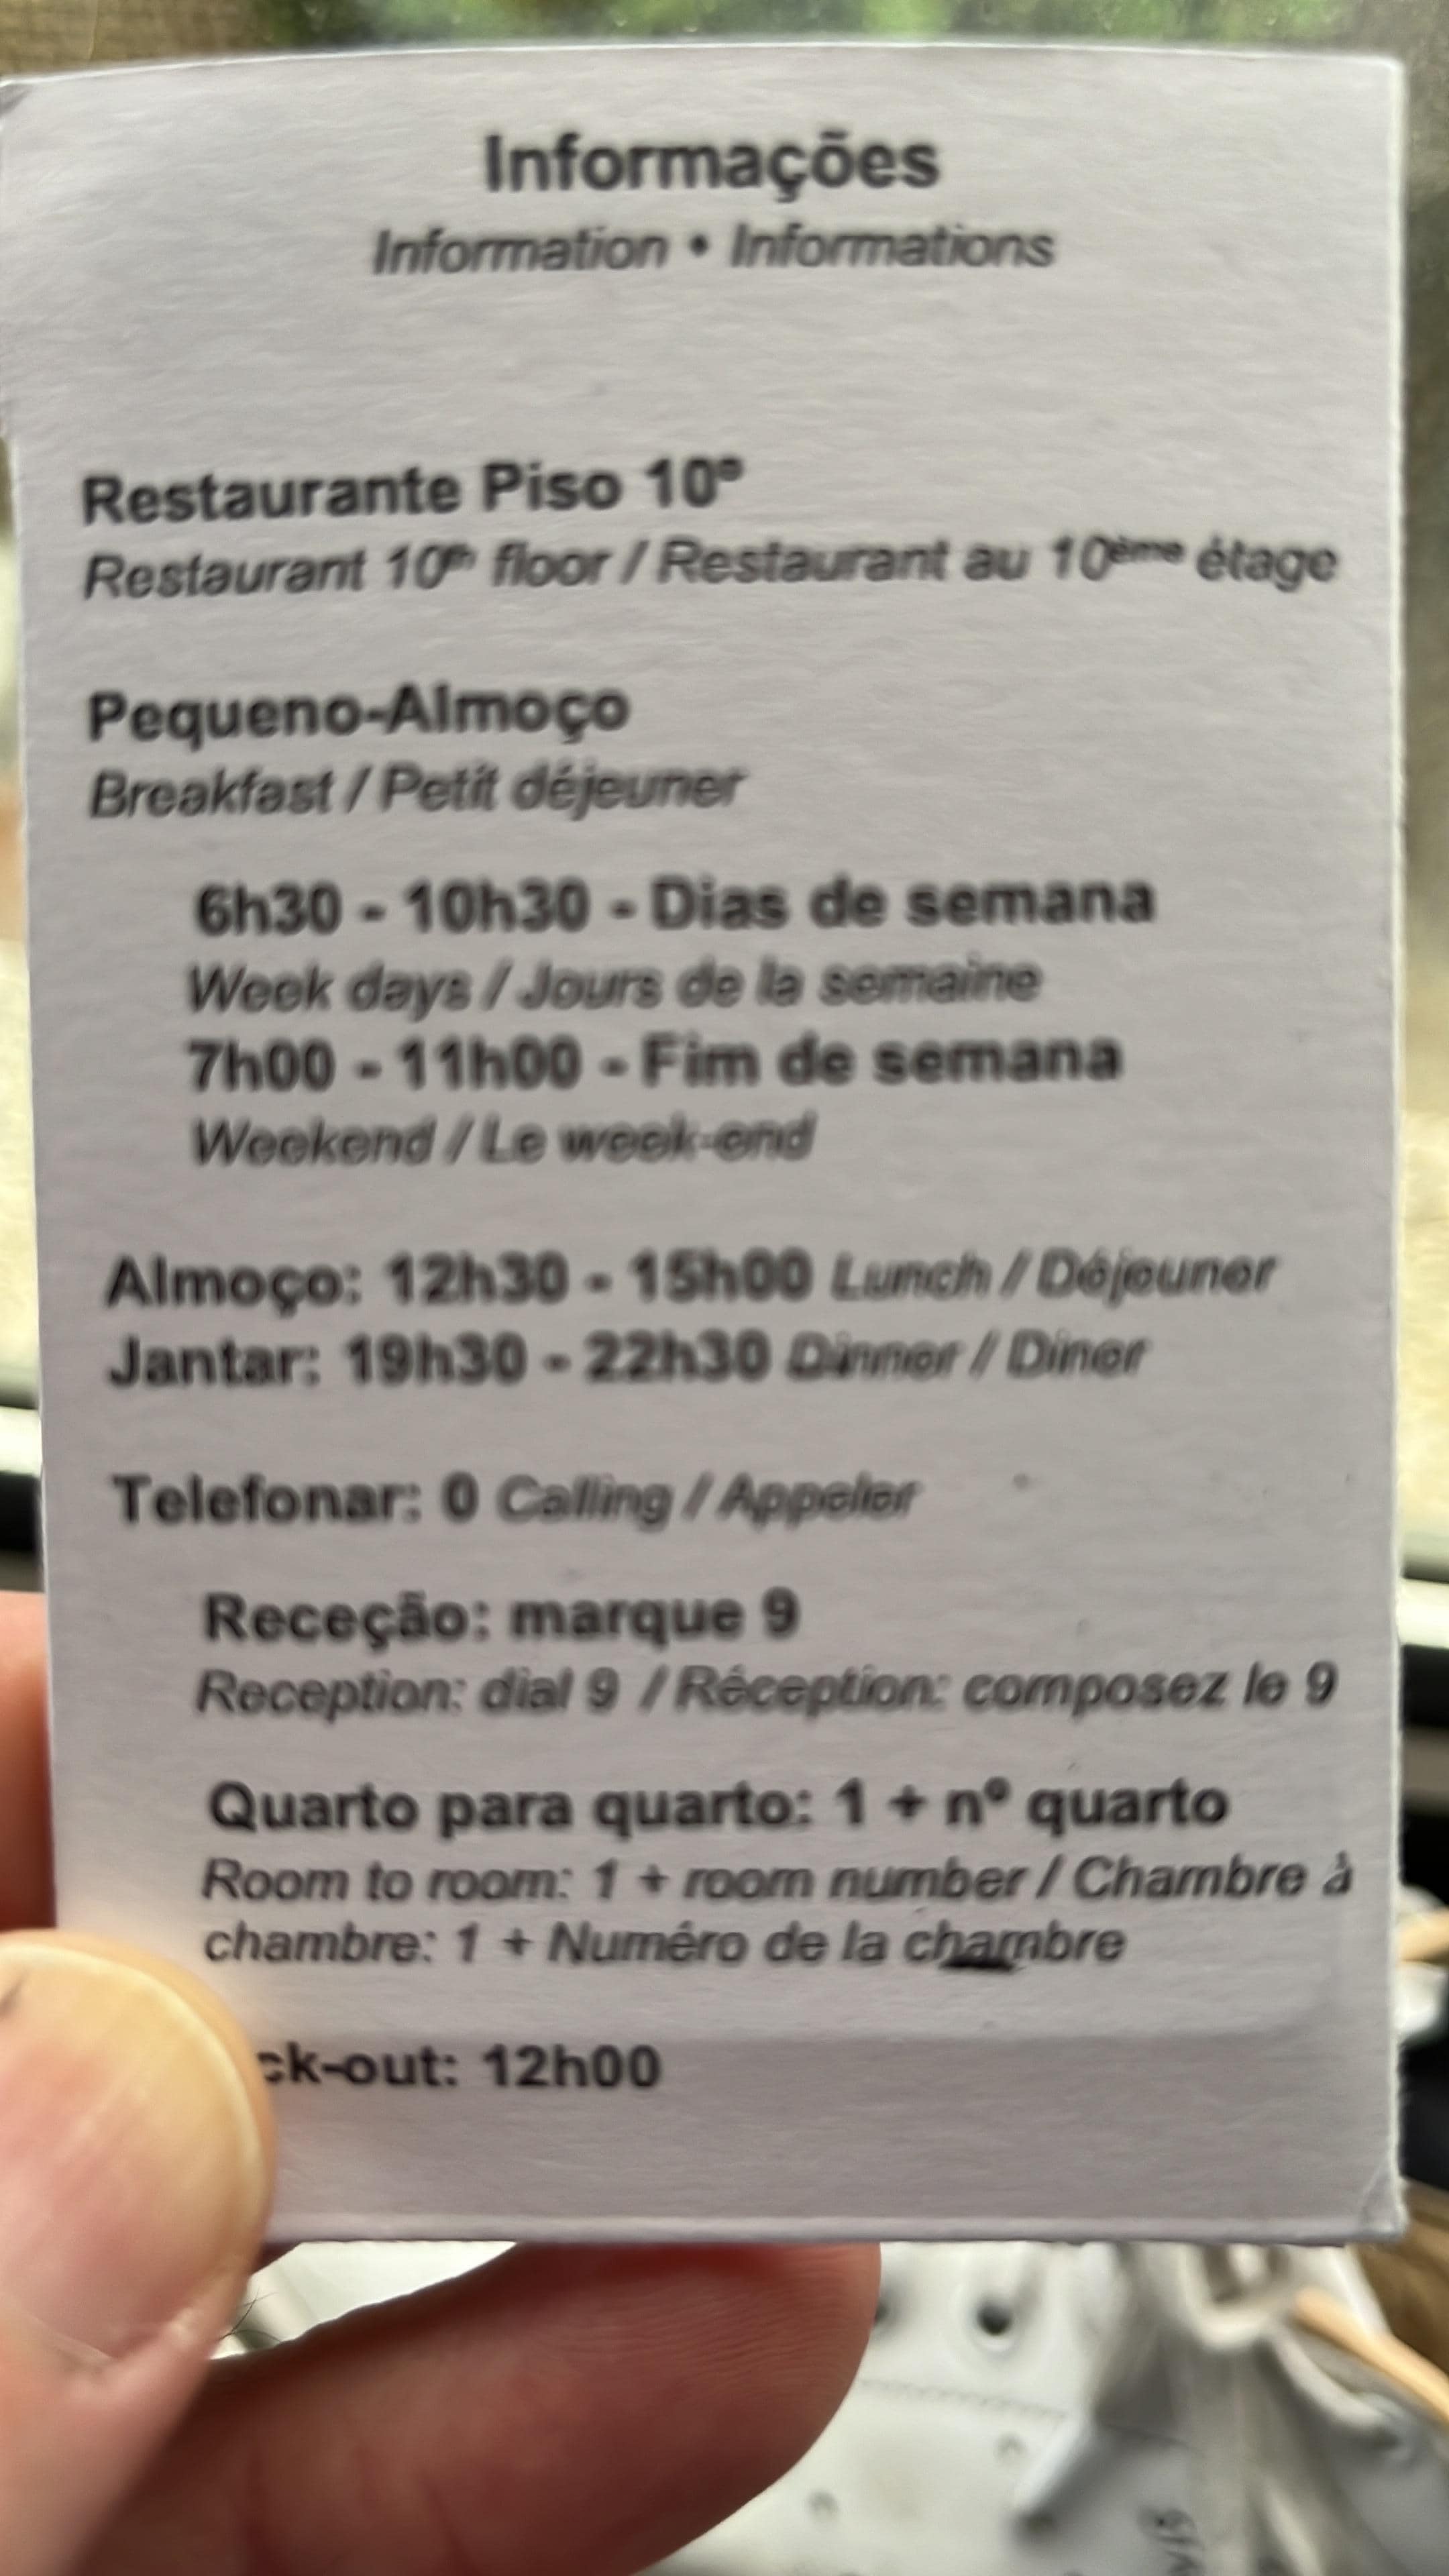 Informações
Information • Informations
Restaurante Piso 10º
Restaurant 10th floor / Restaurant au 10ème étage
Pequeno-Almoço
Breakfast / Petit déjeuner
6h30 - 10h30 - Dias de semana
Week days / Jours de la semaine
7h00 - 11h00 - Fim de semana
Weekend / Le week-end
Almoço: 12h30 - 15h00 Lunch / Déjeuner
Jantar: 19h30 - 22h30 Dinner / Diner
Telefonar: 0 Calling / Appeler
Receção: marque 9
Reception: dial 9 / Réception: composez le 9
Quarto para quarto: 1 + nº quarto
Room to room: 1 + room number / Chambre à
chambre: 1 + Numéro de la chambre
ck-out: 12h00